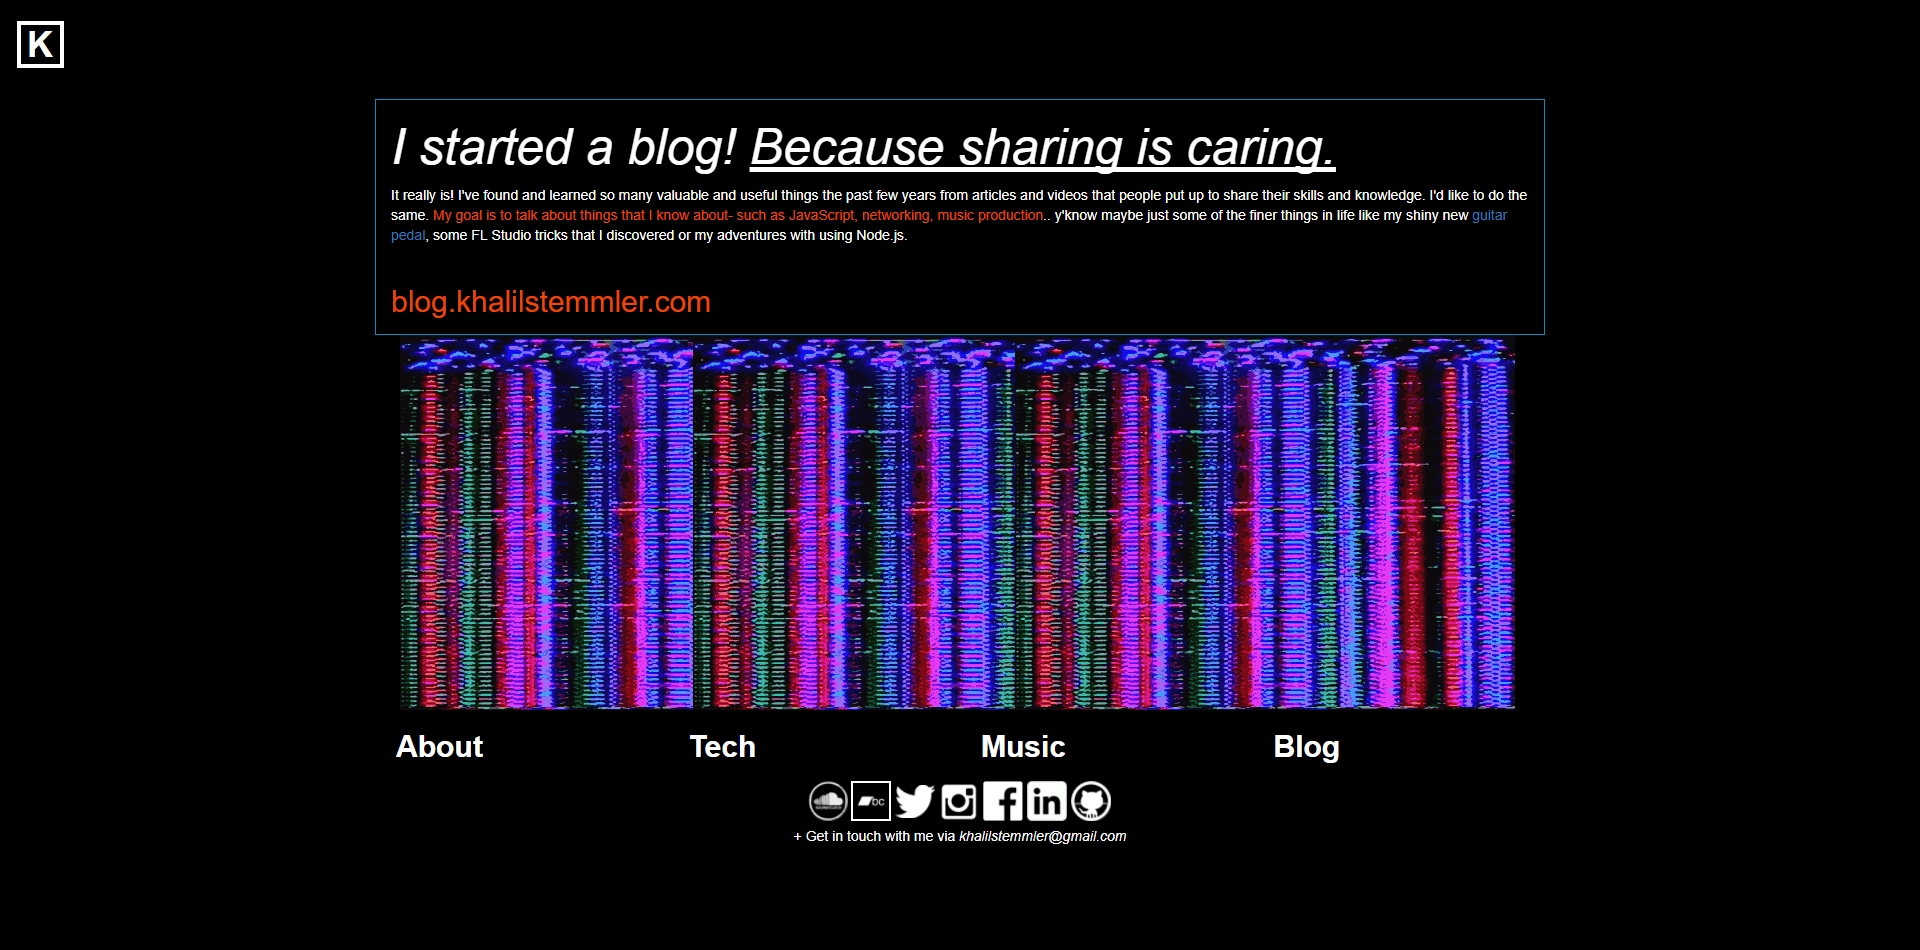 K
I started a blog! Because sharing is caring.
It really is! I've found and learned so many valuable and useful things the past few years from articles and videos that people put up to share their skills and knowledge. I'd like to do the
same. My goal is to talk about things that I know about- such as JavaScript, networking, music production.. y'know maybe just some of the finer things in life like my shiny new guitar
pedal, some FL Studio tricks that I discovered or my adventures with using Node.js.
blog.khalilstemmler.com
About Tech Music Blog
bc f in
+ Get in touch with me via khalilstemmler@gmail.com